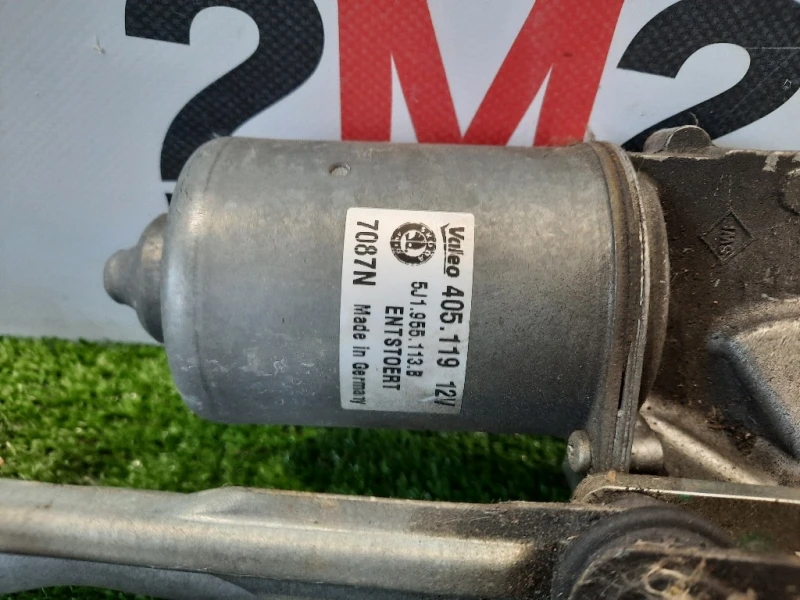 2M2
Valeo 405.119 12V
5J1.955.113.B
ENTSTOERT
7087N Made in Germany